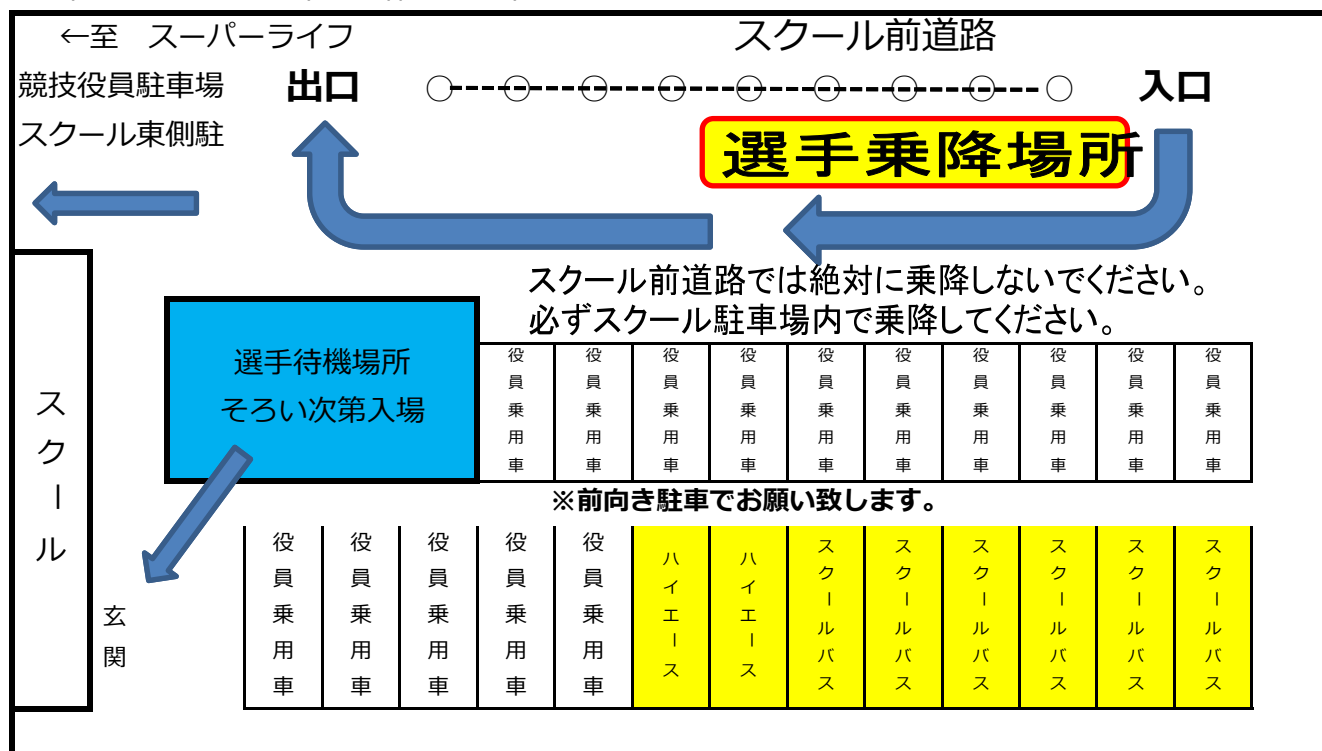 ←至　スーパーライフ
スクール前道路
競技役員駐車場
出口
入口
スクール東側駐
選手乗降場所
スクール前道路では絶対に乗降しないでください。
必ずスクール駐車場内で乗降してください。
選手待機場所
そろい次第入場
役員乗用車
役員乗用車
役員乗用車
役員乗用車
役員乗用車
役員乗用車
役員乗用車
役員乗用車
役員乗用車
役員乗用車
※前向き駐車でお願い致します。
スクール
玄関
役員乗用車
役員乗用車
役員乗用車
役員乗用車
役員乗用車
ハイエース
ハイエース
スクールバス
スクールバス
スクールバス
スクールバス
スクールバス
スクールバス